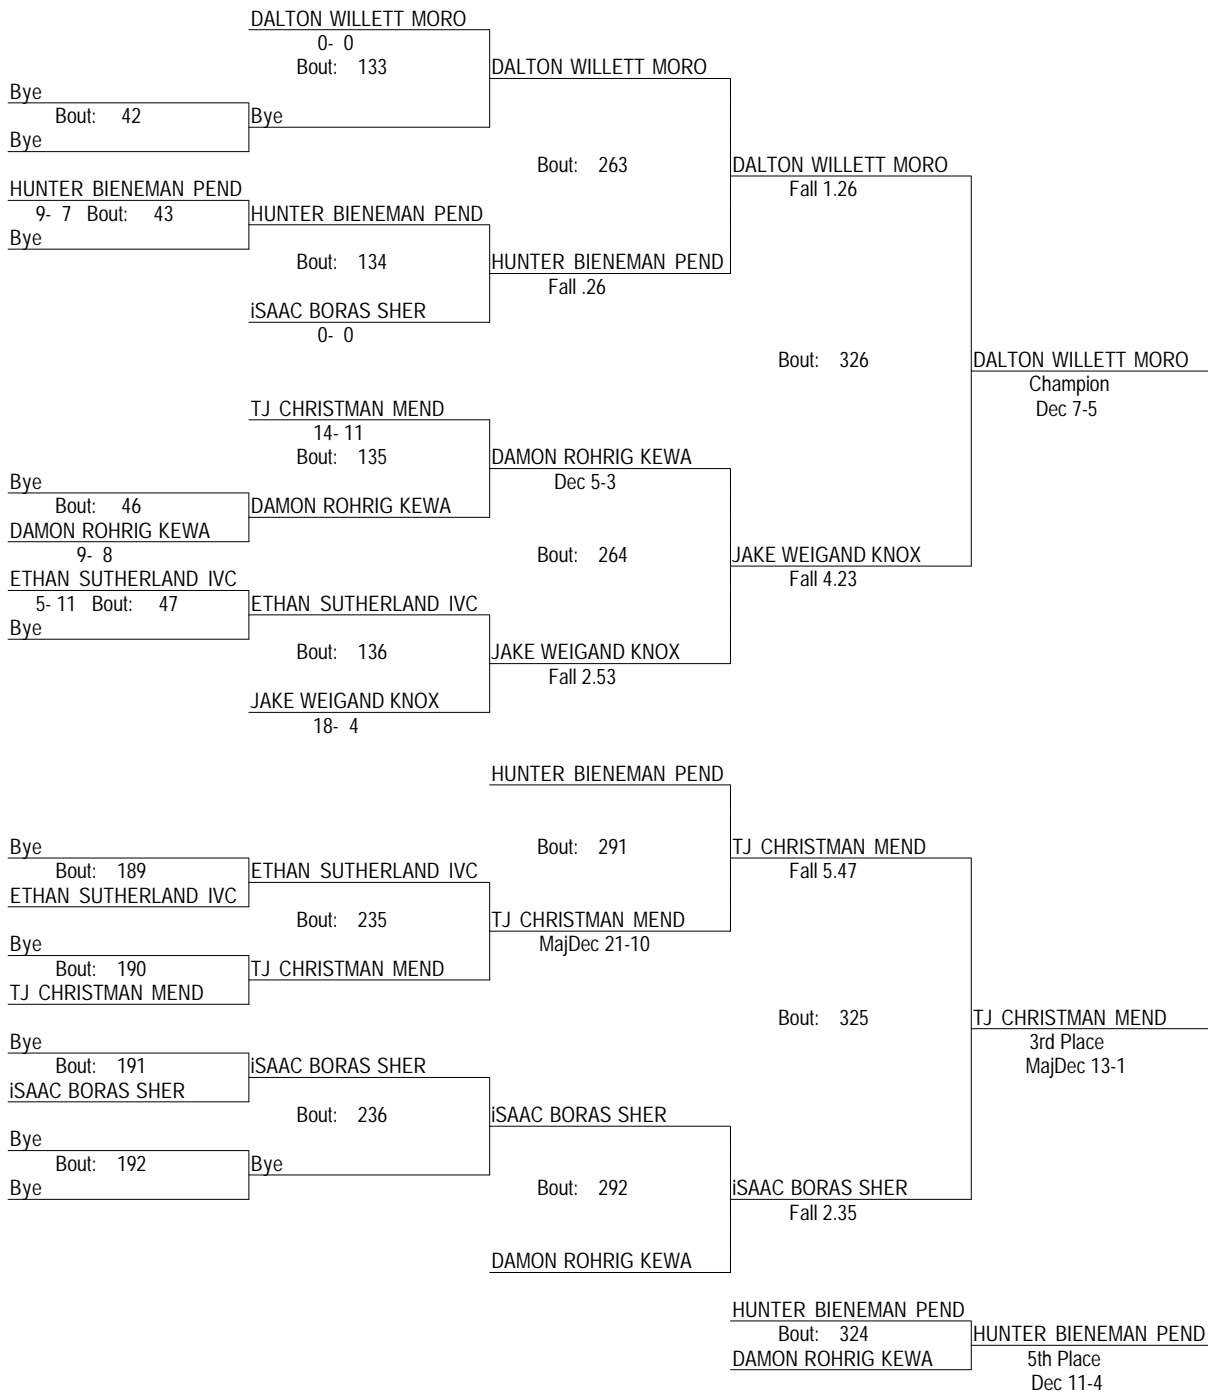 DALTON WILLETT MORO
0- 0
Bout: 133
DALTON WILLETT MORO
Bye
Bout: 42
Bye
Bye
Bout: 263
DALTON WILLETT MORO
Fall 1.26
HUNTER BIENEMAN PEND
9- 7 Bout: 43
HUNTER BIENEMAN PEND
Bye
Bout: 134
HUNTER BIENEMAN PEND
Fall .26
iSAAC BORAS SHER
0- 0
Bout: 326
DALTON WILLETT MORO
Champion
Dec 7-5
TJ CHRISTMAN MEND
14- 11
Bout: 135
DAMON ROHRIG KEWA
Dec 5-3
Bye
Bout: 46
DAMON ROHRIG KEWA
DAMON ROHRIG KEWA
9- 8
Bout: 264
JAKE WEIGAND KNOX
Fall 4.23
ETHAN SUTHERLAND IVC
5- 11 Bout: 47
ETHAN SUTHERLAND IVC
Bye
Bout: 136
JAKE WEIGAND KNOX
Fall 2.53
JAKE WEIGAND KNOX
18- 4
HUNTER BIENEMAN PEND
Bye
Bout: 291
TJ CHRISTMAN MEND
Fall 5.47
Bout: 189
ETHAN SUTHERLAND IVC
ETHAN SUTHERLAND IVC
Bout: 235
TJ CHRISTMAN MEND
MajDec 21-10
Bye
Bout: 190
TJ CHRISTMAN MEND
TJ CHRISTMAN MEND
Bout: 325
TJ CHRISTMAN MEND
3rd Place
MajDec 13-1
Bye
Bout: 191
iSAAC BORAS SHER
iSAAC BORAS SHER
Bout: 236
iSAAC BORAS SHER
Bye
Bout: 192
Bye
Bye
Bout: 292
iSAAC BORAS SHER
Fall 2.35
DAMON ROHRIG KEWA
HUNTER BIENEMAN PEND
Bout: 324
HUNTER BIENEMAN PEND
DAMON ROHRIG KEWA
5th Place
Dec 11-4